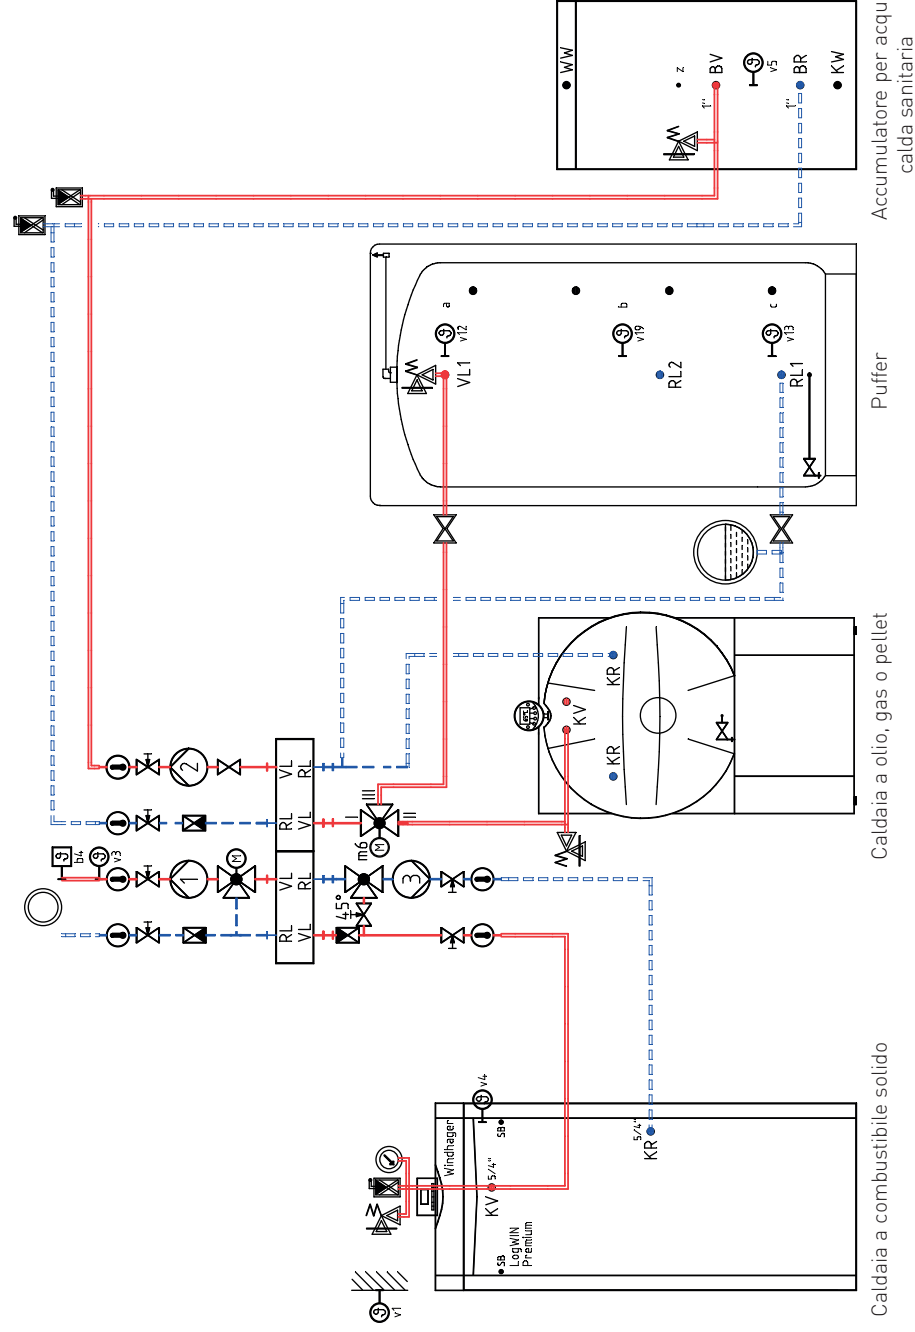 WW
z
BV
1"
v5
1"
BR
KW
Accumulatore per acqu
calda sanitaria
a
v12
VL1
b
v19
RL2
c
v13
RL1
Puffer
65°C
KV
KR
KR
Caldaia a olio, gas o pellet
2
VL
RL
RL
VL
I
III
II
M
m6
b4
v3
1
M
VL
RL
RL
VL
45°
3
Windhager
v4
SB
KV
5/4"
5/4"
KR
SB
LogWIN
Premium
v1
Caldaia a combustibile solido